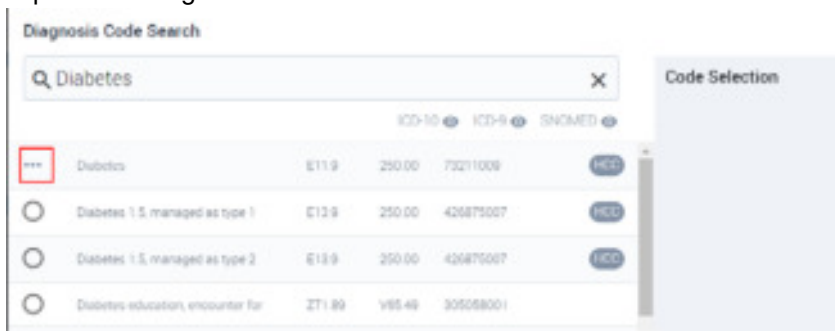 Diagnosis Code Search
Diabetes
Code Selection
ICD-10 ICD-9 SNOMED
Diabetes E11.9 250.00 73211009 HCC
Diabetes 1.5, managed as type 1 E13.9 250.00 426875007 HCC
Diabetes 1.5, managed as type 2 E13.9 250.00 426875007 HCC
Diabetes education, encounter for Z71.89 V65.49 305058001